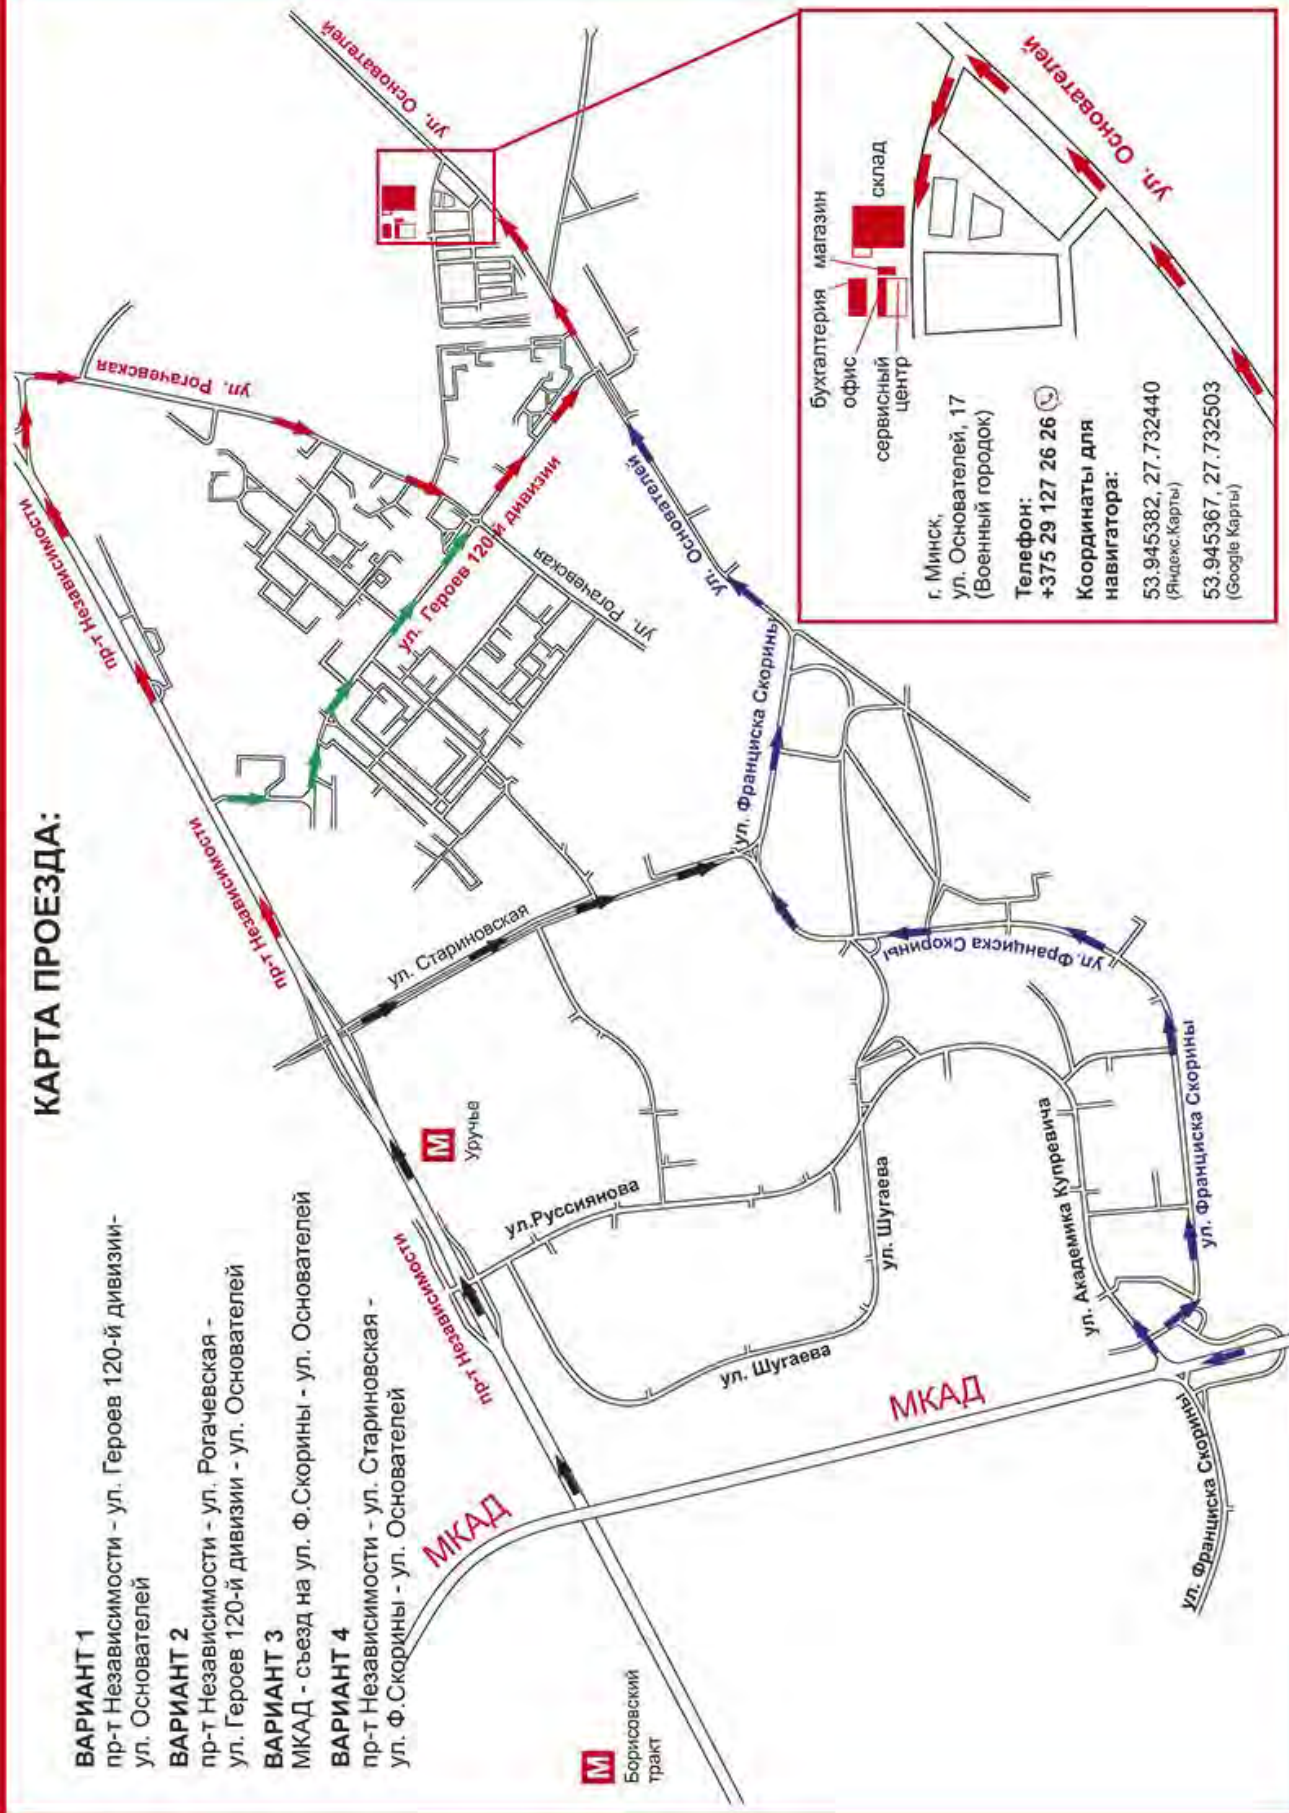 КАРТА ПРОЕЗДА:
ВАРИАНТ 1
пр-т Независимости - ул. Героев 120-й дивизии-
ул. Основателей
ВАРИАНТ 2
пр-т Независимости - ул. Рогачевская -
ул. Героев 120-й дивизии - ул. Основателей
ВАРИАНТ 3
МКАД - съезд на ул. Ф.Скорины - ул. Основателей
ВАРИАНТ 4
пр-т Независимости - ул. Стариновская -
ул. Ф.Скорины - ул. Основателей
М
Борисовский
тракт
МКАД
МКАД
пр-т Независимости
М
Уручье
ул.Руссиянова
ул. Шугаева
ул. Шугаева
ул. Академика Купревича
ул. Франциска Скорины
ул. Франциска Скорины
ул. Франциска Скорины
ул. Франциска Скорины
ул. Стариновская
пр-т Независимости
пр-т Независимости
ул. Рогачевская
ул. Рогачевская
ул. Героев 120-й дивизии
ул. Основателей
ул. Основателей
бухгалтерия
магазин
офис
склад
сервисный
центр
ул. Основателей
г. Минск,
ул. Основателей, 17
(Военный городок)
Телефон:
+375 29 127 26 26
Координаты для
навигатора:
53.945382, 27.732440
(Яндекс.Карты)
53.945367, 27.732503
(Google Карты)